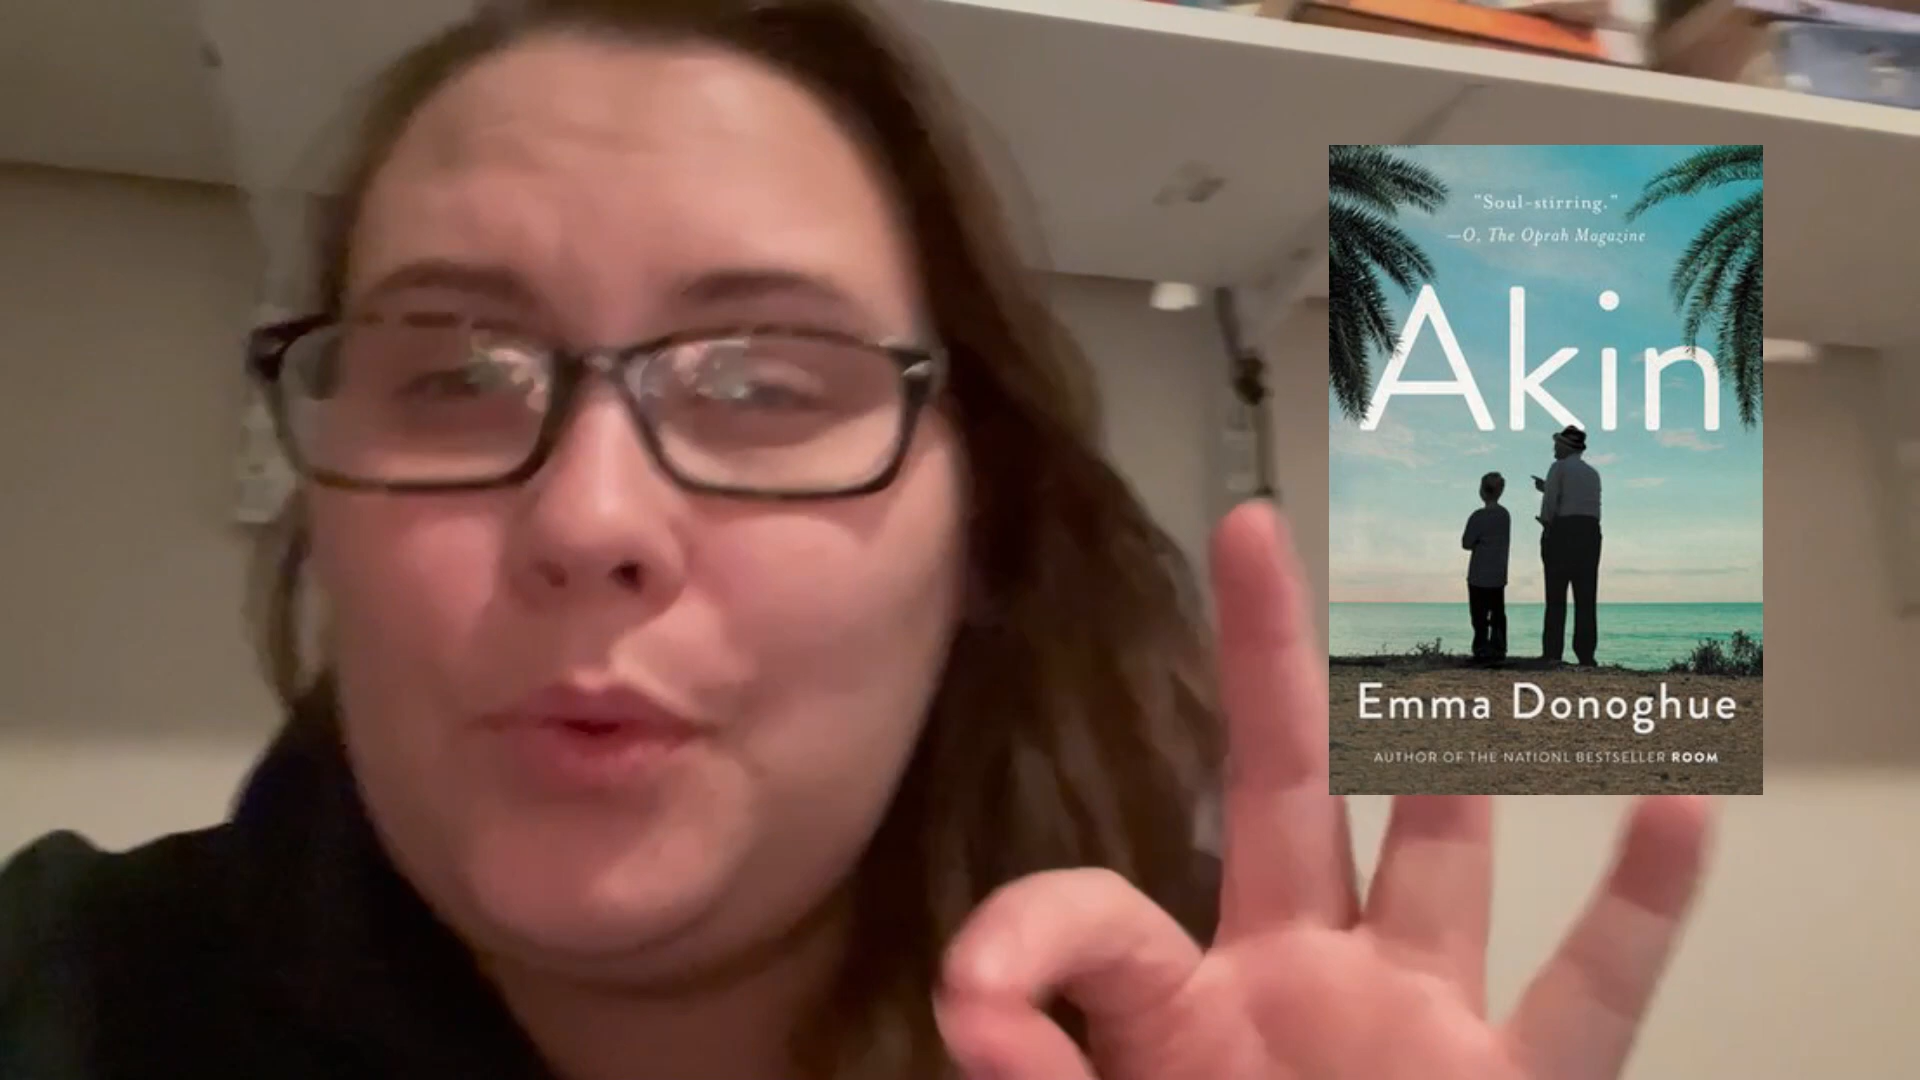 "Soul-stirring."
—O, The Oprah Magazine
Akin
Emma Donoghue
AUTHOR OF THE NATIONL BESTSELLER ROOM